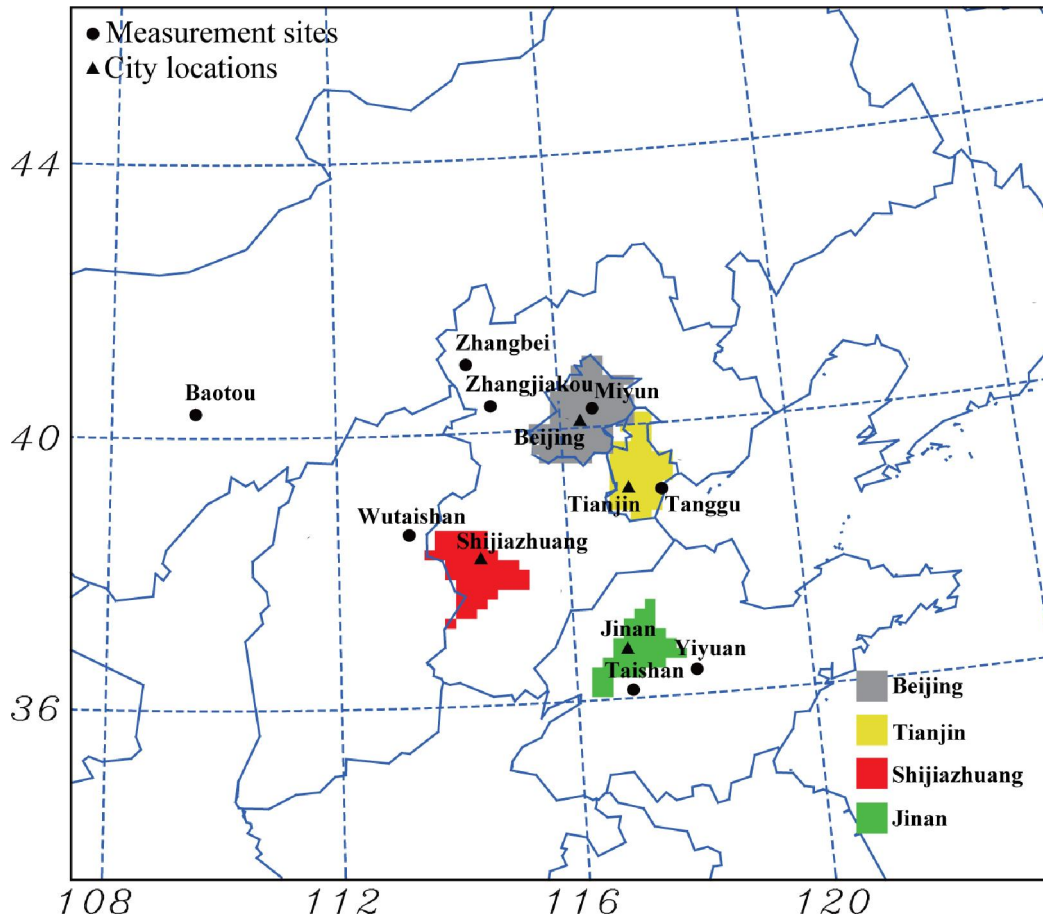 Measurement sites
City locations
44
Zhangbei
Zhangjiakou
Miyun
Baotou
40
Beijing
Tianjin
Tanggu
Wutaishan
Shijiazhuang
Jinan
Yiyuan
Taishan
36
Beijing
Tianjin
Shijiazhuang
Jinan
108 112 116 120